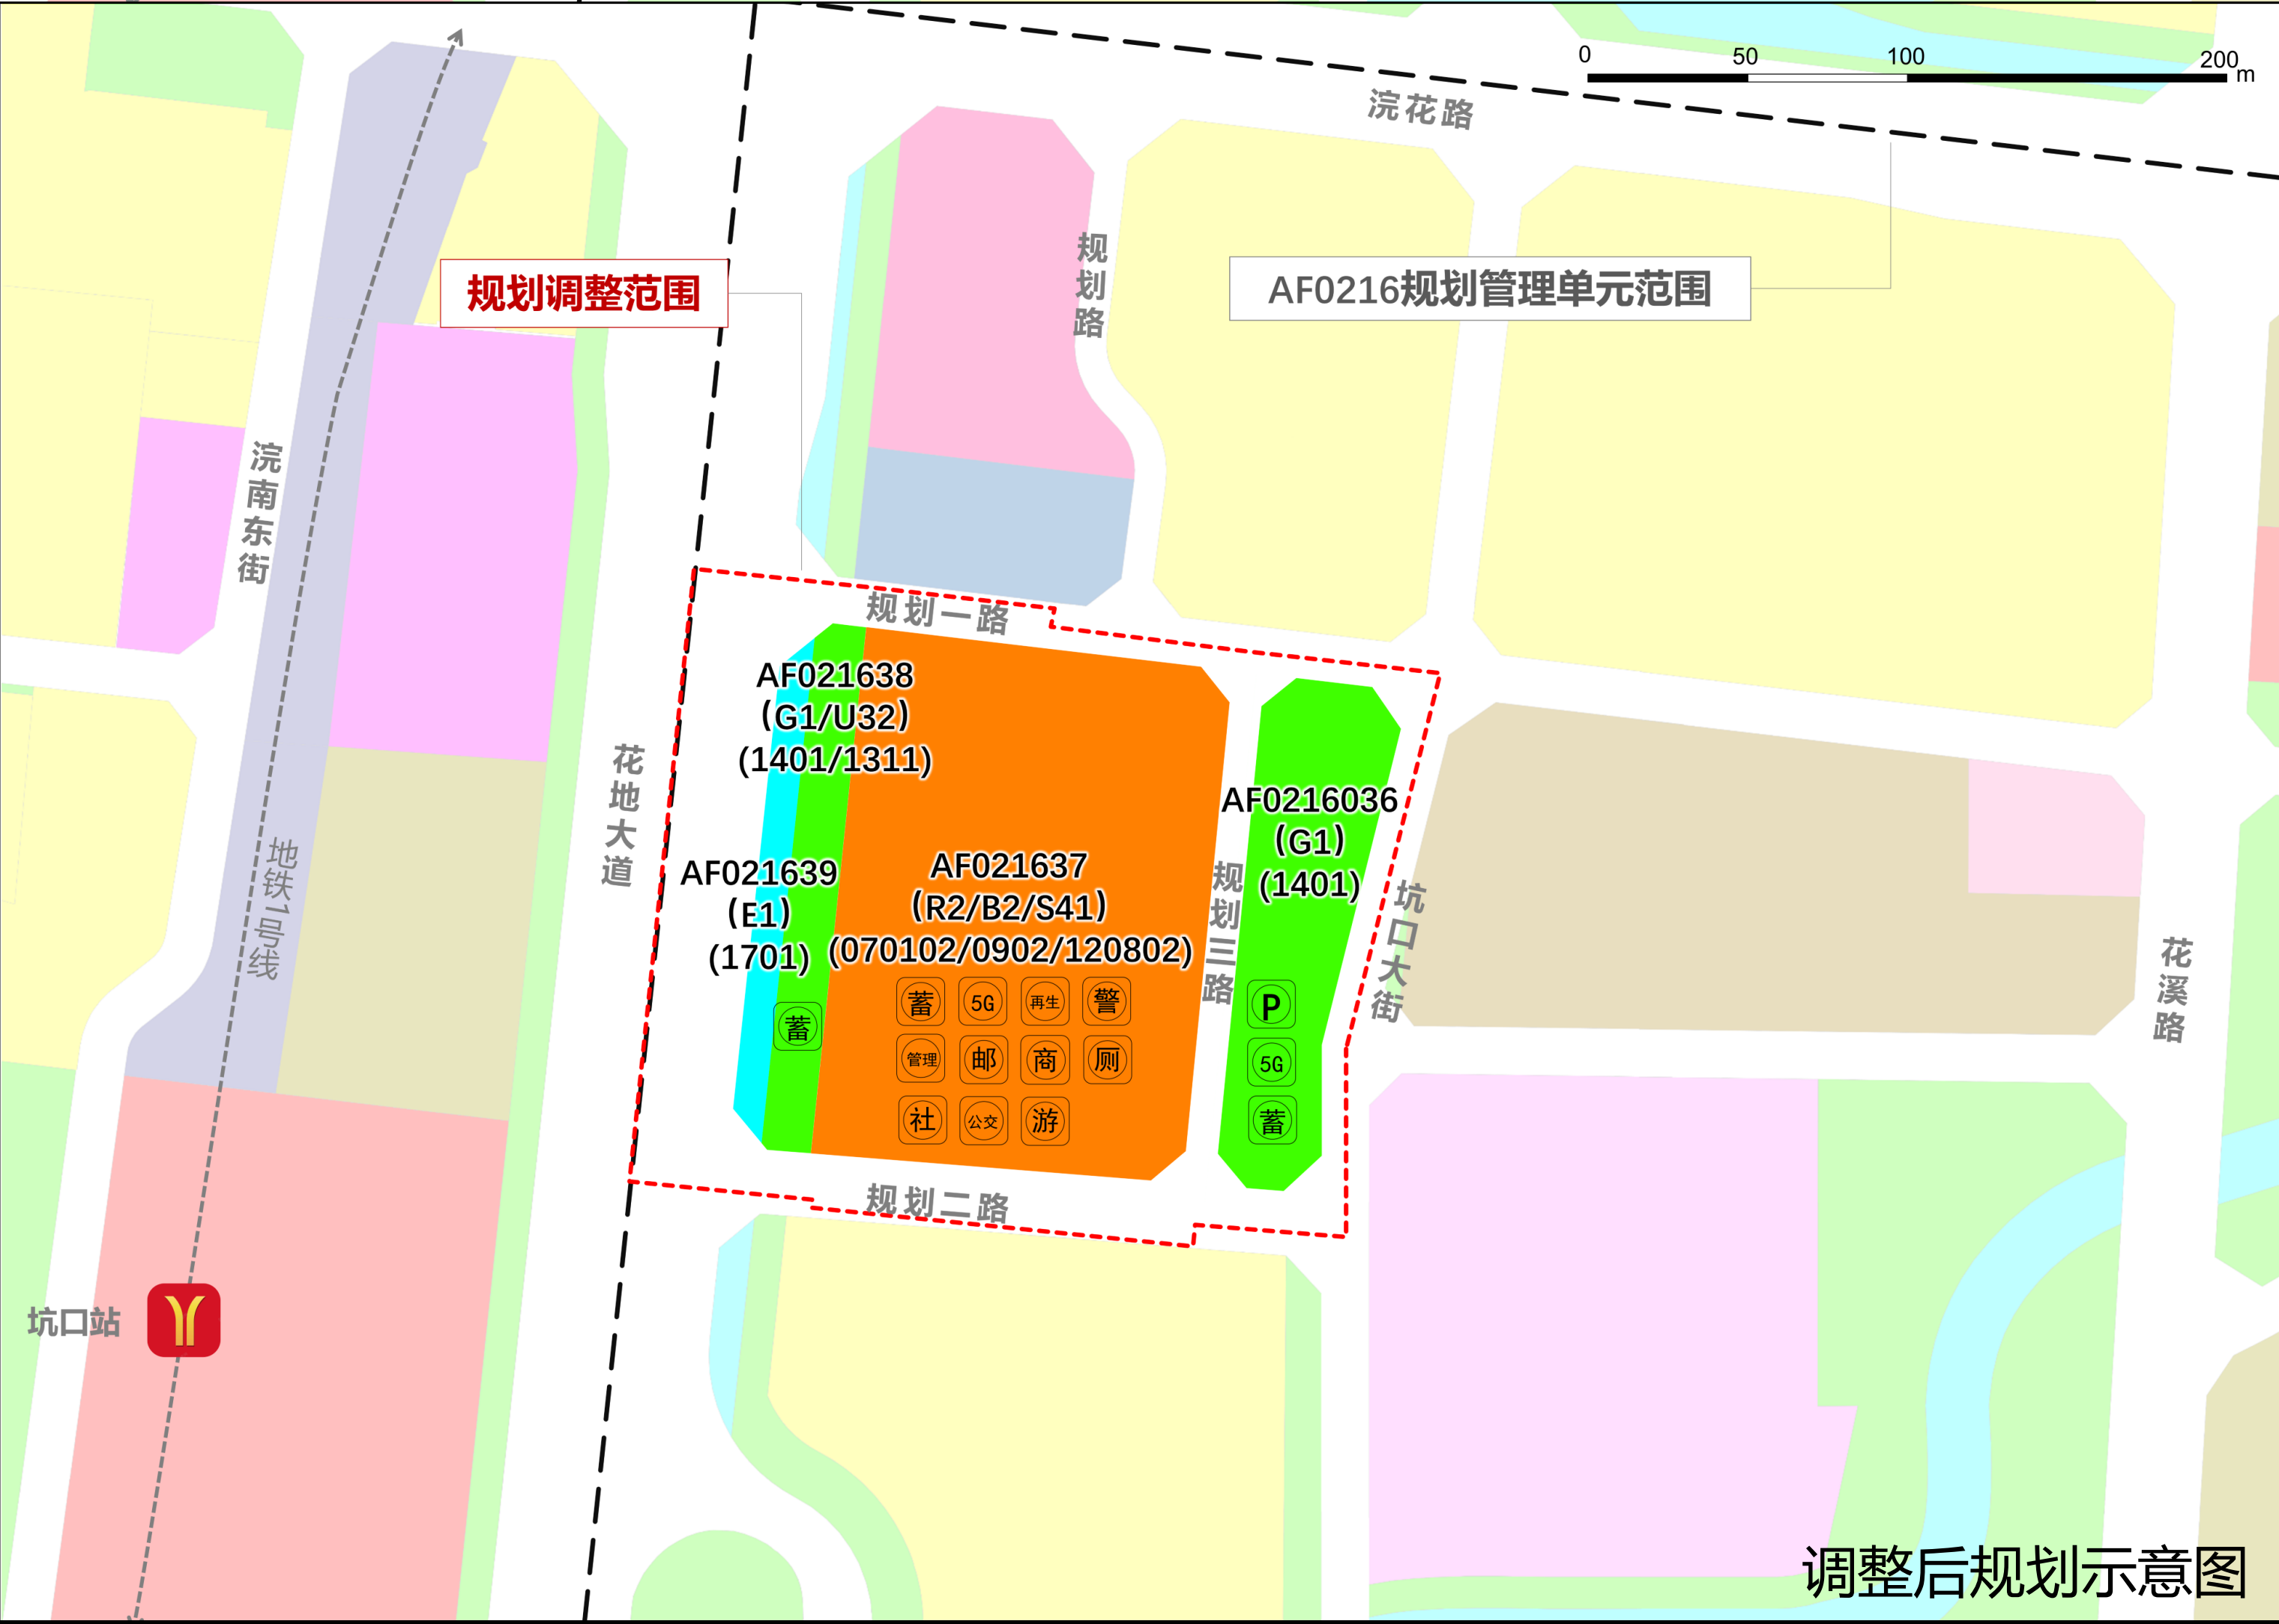 0 50 100 200 m
浣花路
规划路
规划调整范围
AF0216规划管理单元范围
浣南东街
规划一路
AF021638
(G1/U32)
(1401/1311)
花地大道
AF0216036
(G1)
(1401)
地铁1号线
AF021639
(E1)
(1701)
AF021637
(R2/B2/S41)
(070102/0902/120802)
规划三路
坑口大街
花溪路
蓄
蓄 5G 再生 警
管理 邮 商 厕
社 公交 游
P
5G
蓄
规划二路
坑口站
调整后规划示意图